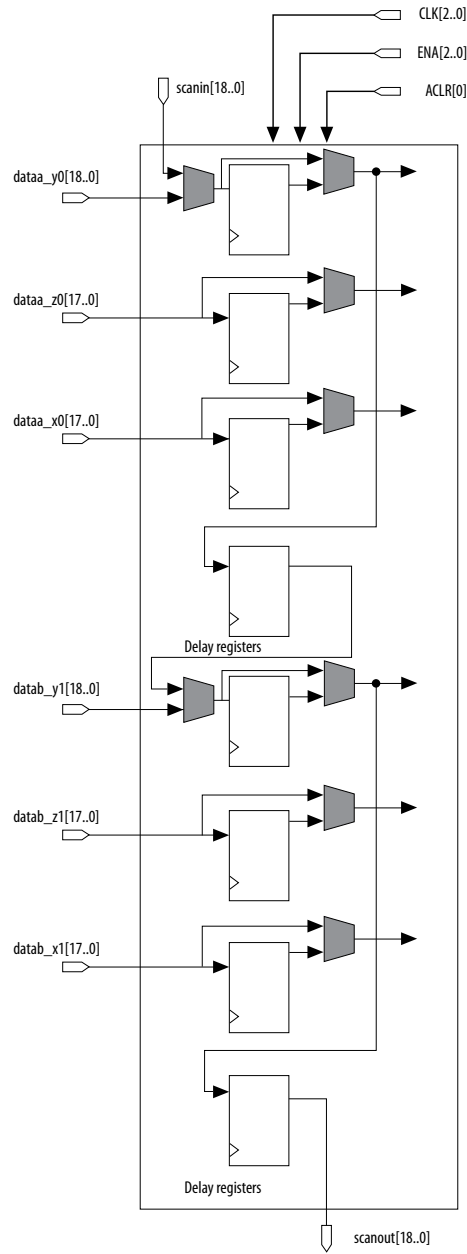 CLK[2..0]
ENA[2..0]
ACLR[0]
scanin[18..0]
dataa_y0[18..0]
dataa_z0[17..0]
dataa_x0[17..0]
Delay registers
datab_y1[18..0]
datab_z1[17..0]
datab_x1[17..0]
Delay registers
scanout[18..0]